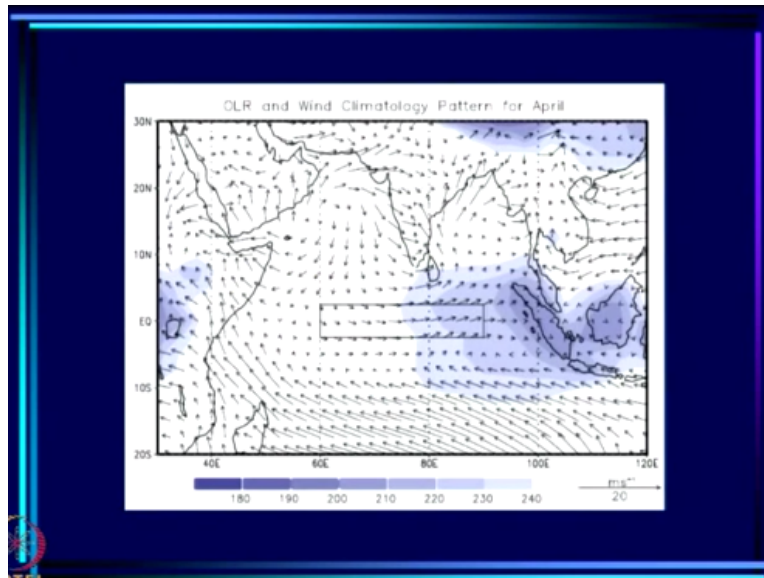 OLR and Wind Climatology Pattern for April
30N
20N
10N
EQ
10S
20S
40E 60E 80E 100E 120E
180 190 200 210 220 230 240
ms⁻¹
20